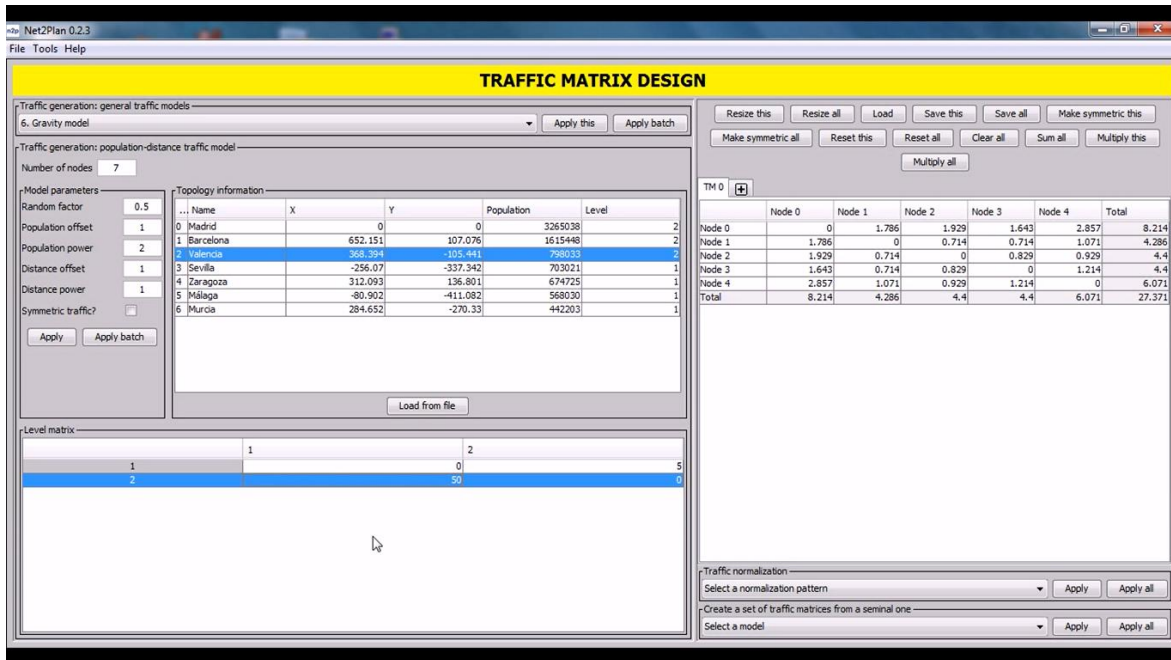 n2p Net2Plan 0.2.3
File Tools Help
TRAFFIC MATRIX DESIGN
Traffic generation: general traffic models
6. Gravity model
Apply this Apply batch
Traffic generation: population-distance traffic model
Number of nodes 7
Model parameters
Random factor 0.5
Population offset 1
Population power 2
Distance offset 1
Distance power 1
Symmetric traffic?
Apply Apply batch
Topology information
... Name X Y Population Level
0 Madrid 0 0 3265038 2
1 Barcelona 652.151 107.076 1615448 2
2 Valencia 368.394 -105.441 798033 2
3 Sevilla -256.07 -337.342 703021 1
4 Zaragoza 312.093 136.801 674725 1
5 Málaga -80.902 -411.082 568030 1
6 Murcia 284.652 -270.33 442203 1
Load from file
Level matrix
1 2
1 0 5
2 50 0
Resize this Resize all Load Save this Save all Make symmetric this
Make symmetric all Reset this Reset all Clear all Sum all Multiply this
Multiply all
TM 0
Node 0 Node 1 Node 2 Node 3 Node 4 Total
Node 0 0 1.786 1.929 1.643 2.857 8.214
Node 1 1.786 0 0.714 0.714 1.071 4.286
Node 2 1.929 0.714 0 0.829 0.929 4.4
Node 3 1.643 0.714 0.829 0 1.214 4.4
Node 4 2.857 1.071 0.929 1.214 0 6.071
Total 8.214 4.286 4.4 4.4 6.071 27.371
Traffic normalization
Select a normalization pattern
Apply Apply all
Create a set of traffic matrices from a seminal one
Select a model
Apply Apply all